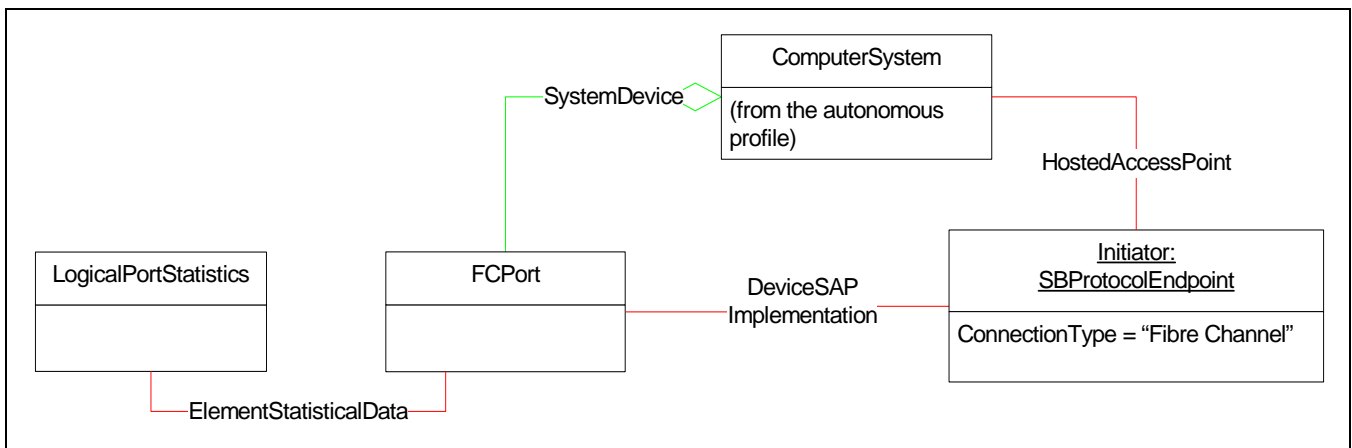 ComputerSystem
SystemDevice
(from the autonomous
profile)
HostedAccessPoint
LogicalPortStatistics
FCPort
Initiator:
SBProtocolEndpoint
DeviceSAP
Implementation
ConnectionType = “Fibre Channel”
ElementStatisticalData